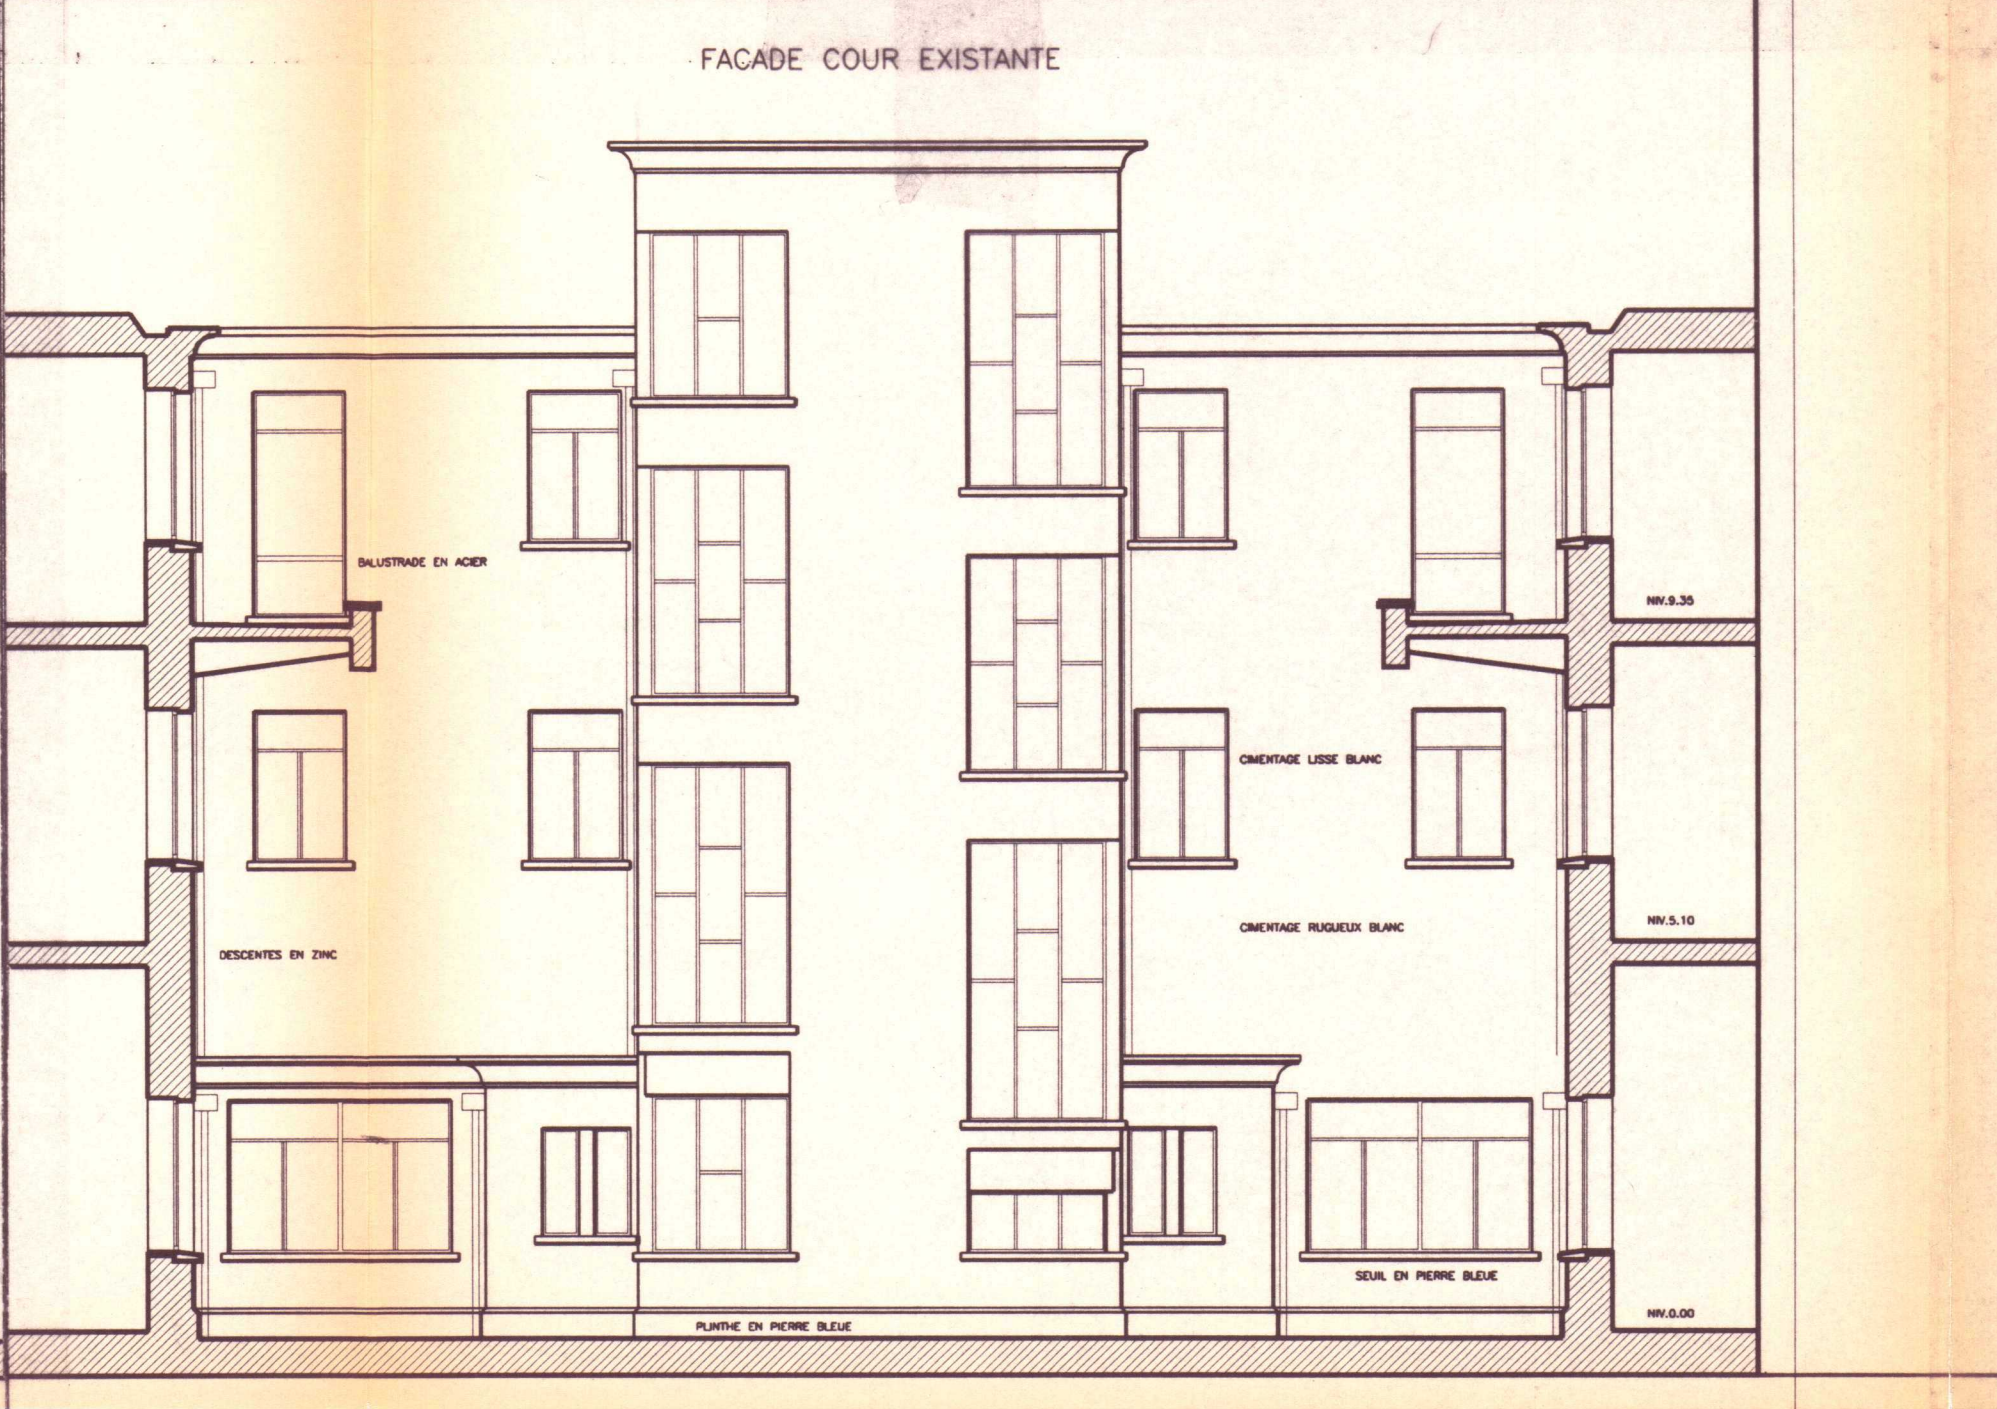 FACADE COUR EXISTANTE
BALUSTRADE EN ACIER
NIV.9.35
CIMENTAGE LISSE BLANC
NIV.5.10
CIMENTAGE RUGUEUX BLANC
DESCENTES EN ZINC
SEUIL EN PIERRE BLEUE
NIV.0.00
PLINTHE EN PIERRE BLEUE